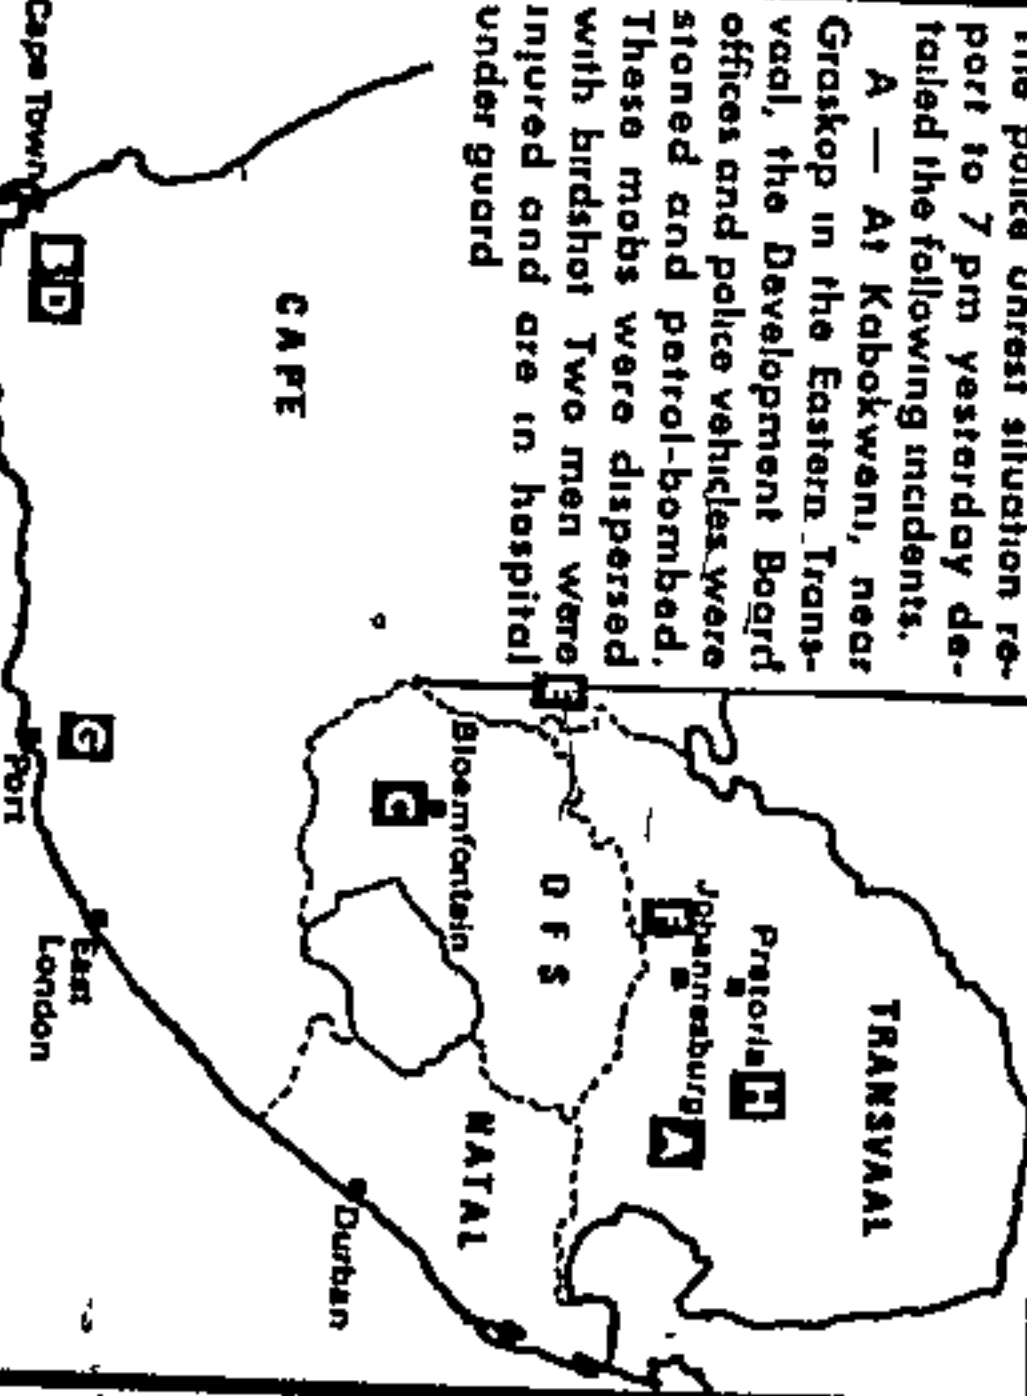 The police unrest situation re-
port to 7 pm yesterday de-
tailed the following incidents.
A — At Kabokweni, near
Graskop in the Eastern Trans-
vaal, the Development Board
offices and police vehicles were
stoned and petrol-bombed.
These mobs were dispersed
with birdshot Two men were
injured and are in hospital
under guard
TRANSVAAL
Pretoria
H
Johannesburg
F
A
E
OFS
Bloemfontein
C
NATAL
Durban
CAPE
G
East
London
Port
D
Cape Town